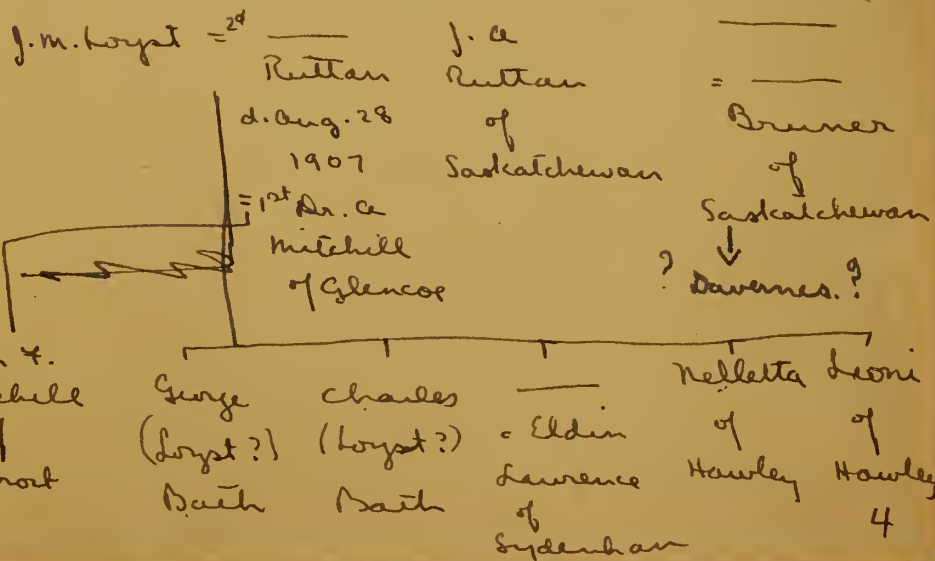 J. M. Loyst = 2d
Ruttan
d. Aug. 28
1907
= 1st Dr. A
Mitchill
of Glencoe
J. A
Ruttan
of
Saskatchewan
= Bruner
of
Saskatchewan
? Davernes. ?
George
(Loyst?)
Bath
Charles
(Loyst?)
Bath
= Eldin
Lawrence
of
Sydenham
Nelletta
of
Hawley
Leoni
of
Hawley
4